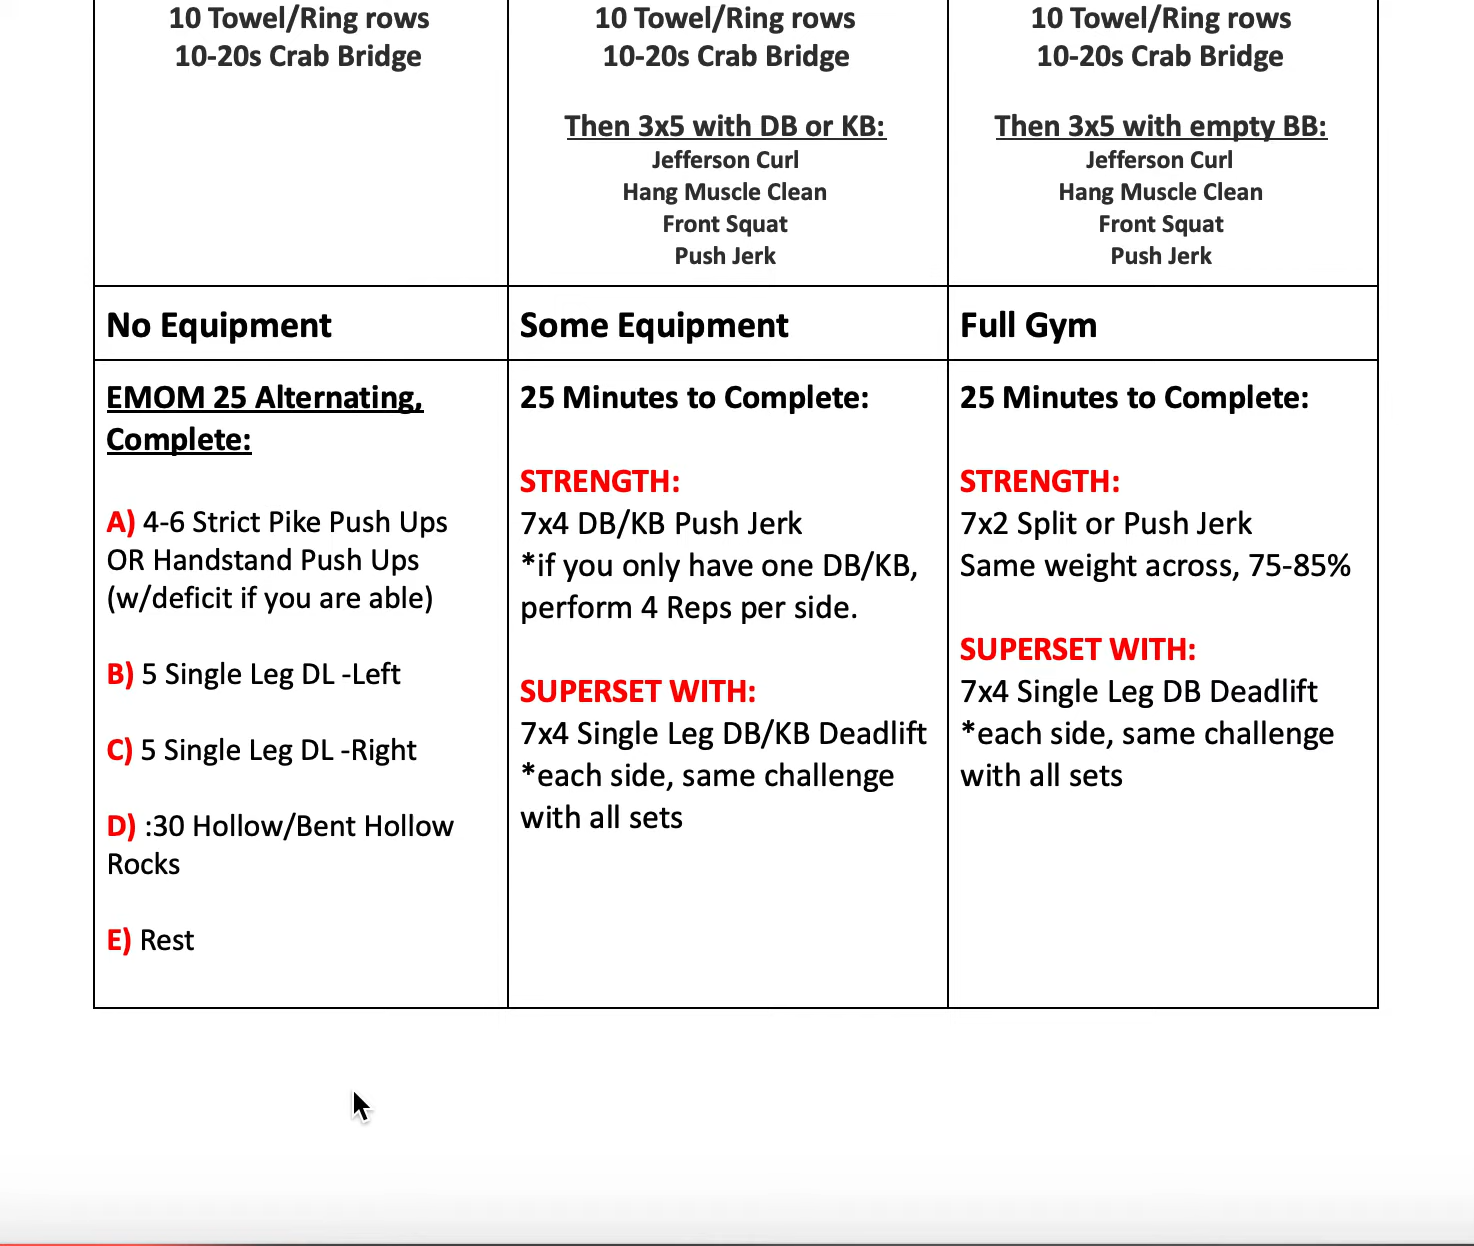 10 Towel/Ring rows
10-20s Crab Bridge
10 Towel/Ring rows
10-20s Crab Bridge
Then 3x5 with DB or KB:
Jefferson Curl
Hang Muscle Clean
Front Squat
Push Jerk
10 Towel/Ring rows
10-20s Crab Bridge
Then 3x5 with empty BB:
Jefferson Curl
Hang Muscle Clean
Front Squat
Push Jerk
No Equipment
Some Equipment
Full Gym
EMOM 25 Alternating,
Complete:
A) 4-6 Strict Pike Push Ups
OR Handstand Push Ups
(w/deficit if you are able)
B) 5 Single Leg DL -Left
C) 5 Single Leg DL -Right
D) :30 Hollow/Bent Hollow
Rocks
E) Rest
25 Minutes to Complete:
STRENGTH:
7x4 DB/KB Push Jerk
*if you only have one DB/KB,
perform 4 Reps per side.
SUPERSET WITH:
7x4 Single Leg DB/KB Deadlift
*each side, same challenge
with all sets
25 Minutes to Complete:
STRENGTH:
7x2 Split or Push Jerk
Same weight across, 75-85%
SUPERSET WITH:
7x4 Single Leg DB Deadlift
*each side, same challenge
with all sets